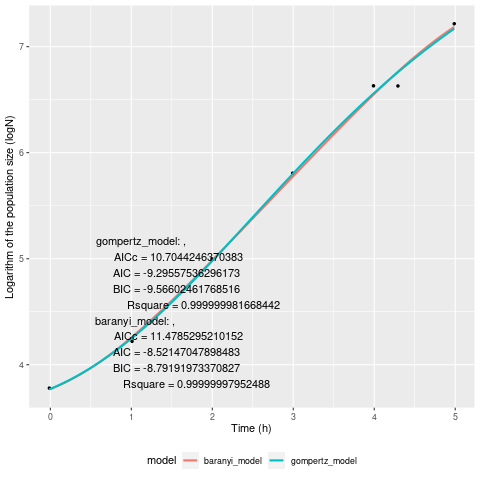 7
6
5
4
Logarithm of the population size (logN)
gompertz_model: ,
AICc = 10.7044246370383
AIC = -9.29557536296173
BIC = -9.56602461768516
Rsquare = 0.999999981668442
baranyi_model: ,
AICc = 11.4785295210152
AIC = -8.52147047898483
BIC = -8.79191973370827
Rsquare = 0.99999997952488
0 1 2 3 4 5
Time (h)
model baranyi_model gompertz_model